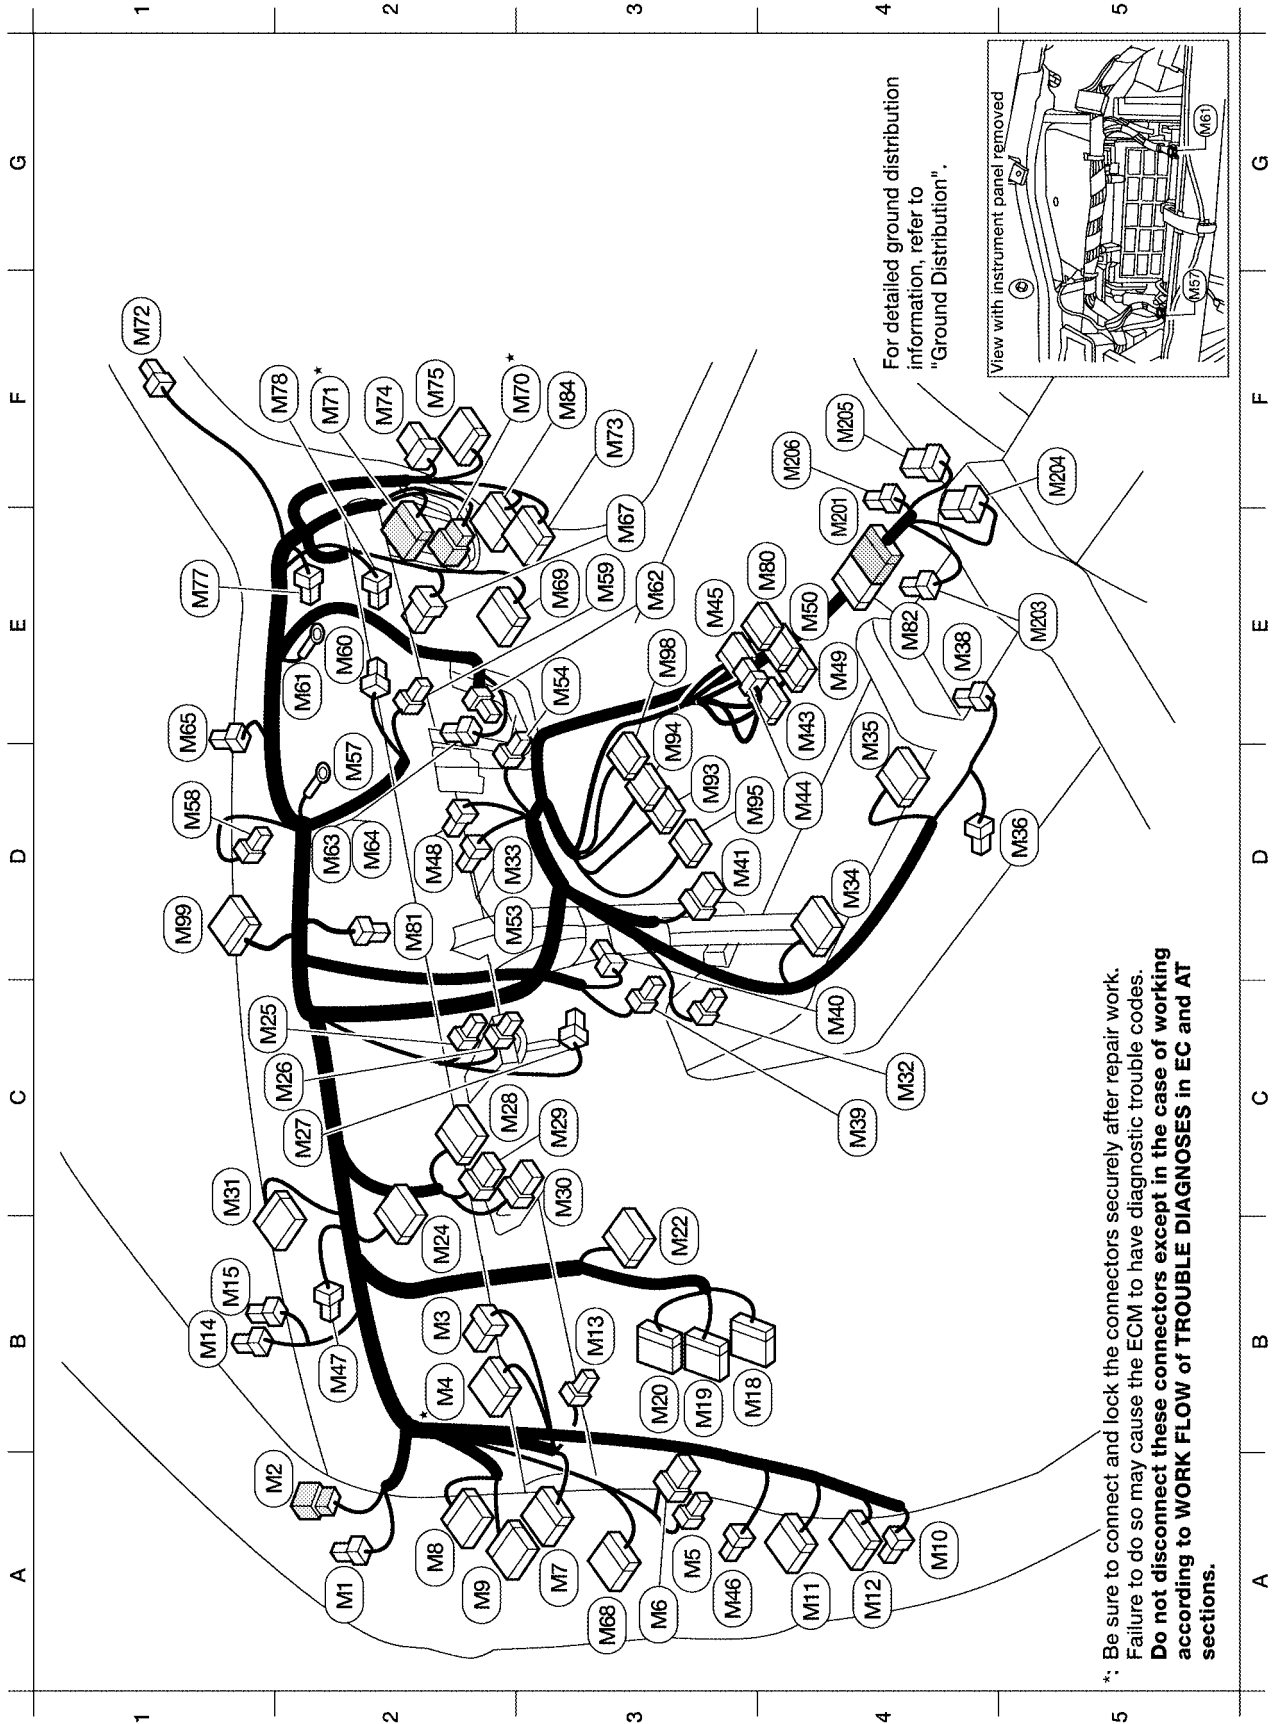 A
B
C
D
E
F
G
1
1
M72
M77
M65
M58
M99
M14
M15
M31
M2
M78
M71
*
M61
M60
M25
M26
M27
M47
M1
M57
M63
M64
M74
M75
2
2
M81
M48
M24
M3
M4
*
M8
M9
M7
M70
*
M84
M73
M67
M69
M59
M62
M54
M33
M53
M28
M29
M30
M13
M68
3
3
M98
M94
M93
M95
M41
M22
M20
M19
M18
M6
M5
M46
M45
M80
M50
M49
M43
M44
M206
M201
M205
M204
M82
M203
M38
M35
M34
M36
M40
M32
M39
M11
M12
M10
4
4
For detailed ground distribution
information, refer to
"Ground Distribution".
View with instrument panel removed
M57
M61
5
5
*: Be sure to connect and lock the connectors securely after repair work.
Failure to do so may cause the ECM to have diagnostic trouble codes.
Do not disconnect these connectors except in the case of working
according to WORK FLOW of TROUBLE DIAGNOSES in EC and AT
sections.
A
B
C
D
E
F
G